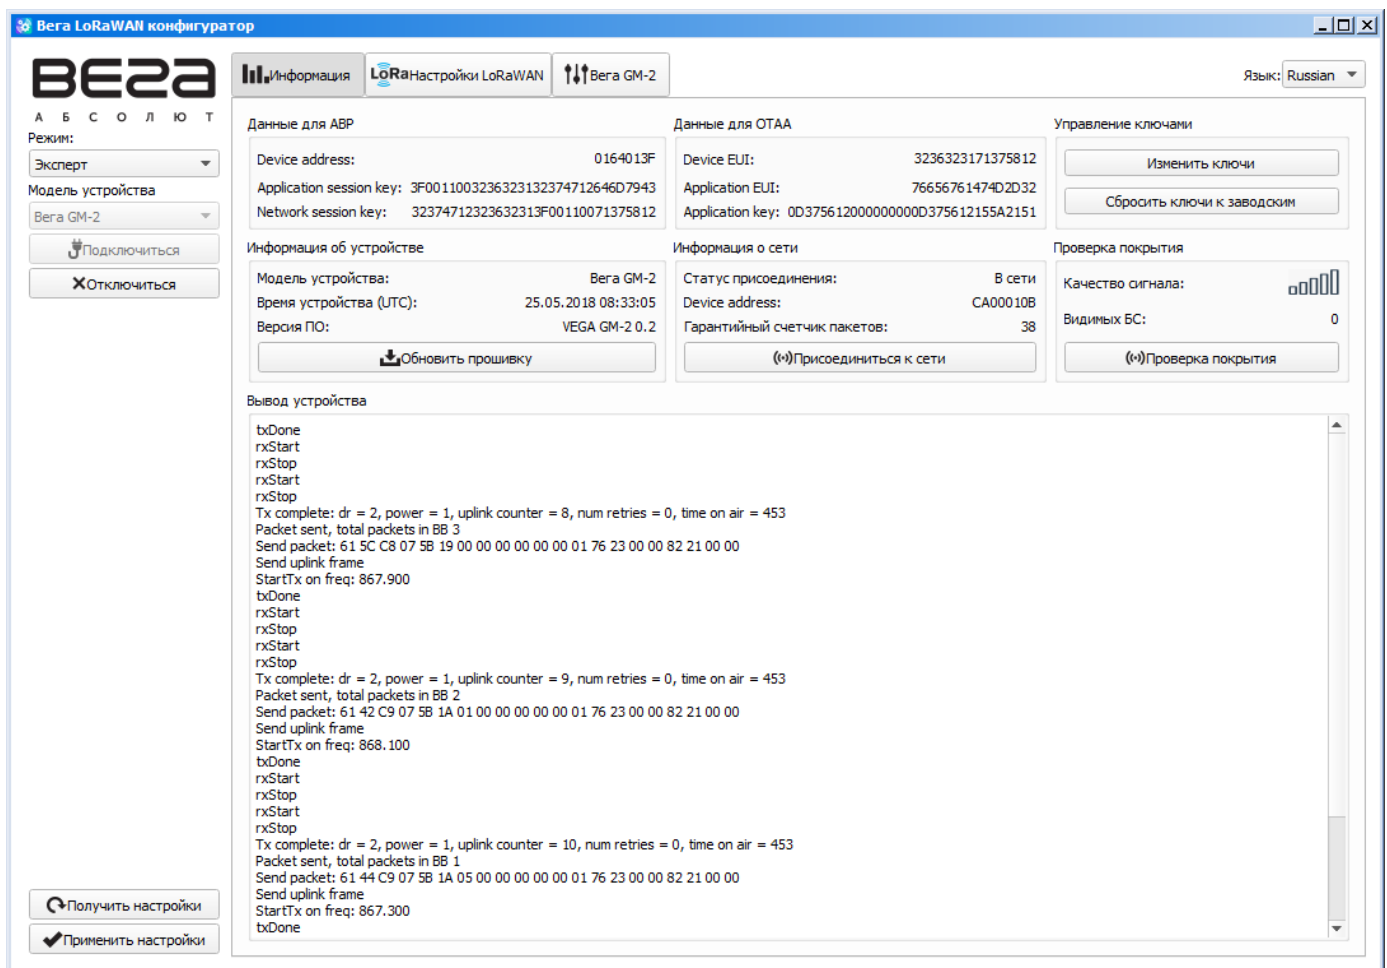 Вега LoRaWAN конфигуратор
ВЕГА
АБСОЛЮТ
Режим:
Эксперт
Модель устройства
Вега GM-2
Подключиться
Отключиться
Получить настройки
Применить настройки
Информация
LoRa Настройки LoRaWAN
Вега GM-2
Язык: Russian
Данные для ABP
Device address: 0164013F
Application session key: 3F0011003236323132374712646D7943
Network session key: 32374712323632313F00110071375812
Данные для OTAA
Device EUI: 3236323171375812
Application EUI: 76656761474D2D32
Application key: 0D375612000000000D375612155A2151
Управление ключами
Изменить ключи
Сбросить ключи к заводским
Информация об устройстве
Модель устройства: Вега GM-2
Время устройства (UTC): 25.05.2018 08:33:05
Версия ПО: VEGA GM-2 0.2
Обновить прошивку
Информация о сети
Статус присоединения: В сети
Device address: CA00010B
Гарантийный счетчик пакетов: 38
Присоединиться к сети
Проверка покрытия
Качество сигнала:
Видимых БС: 0
Проверка покрытия
Вывод устройства
txDone
rxStart
rxStop
rxStart
rxStop
Tx complete: dr = 2, power = 1, uplink counter = 8, num retries = 0, time on air = 453
Packet sent, total packets in BB 3
Send packet: 61 5C C8 07 5B 19 00 00 00 00 00 00 01 76 23 00 00 82 21 00 00
Send uplink frame
StartTx on freq: 867.900
txDone
rxStart
rxStop
rxStart
rxStop
Tx complete: dr = 2, power = 1, uplink counter = 9, num retries = 0, time on air = 453
Packet sent, total packets in BB 2
Send packet: 61 42 C9 07 5B 1A 01 00 00 00 00 00 01 76 23 00 00 82 21 00 00
Send uplink frame
StartTx on freq: 868.100
txDone
rxStart
rxStop
rxStart
rxStop
Tx complete: dr = 2, power = 1, uplink counter = 10, num retries = 0, time on air = 453
Packet sent, total packets in BB 1
Send packet: 61 44 C9 07 5B 1A 05 00 00 00 00 00 01 76 23 00 00 82 21 00 00
Send uplink frame
StartTx on freq: 867.300
txDone